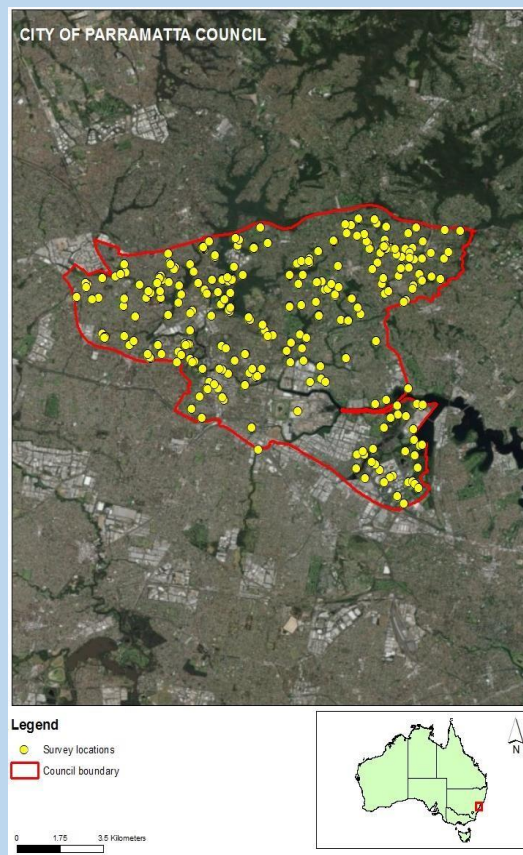 CITY OF PARRAMATTA COUNCIL
Legend
Survey locations
Council boundary
0 1.75 3.5 Kilometers
N